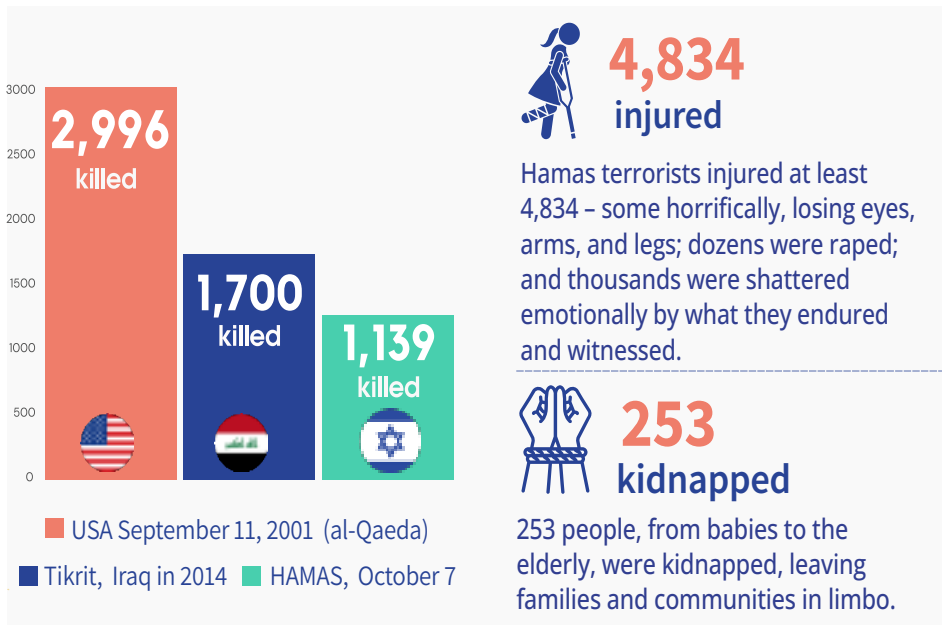 3000
2500
2000
1500
1000
500
0
2,996
killed
1,700
killed
1,139
killed
USA September 11, 2001 (al-Qaeda)
Tikrit, Iraq in 2014 HAMAS, October 7
4,834
injured
Hamas terrorists injured at least
4,834 – some horrifically, losing eyes,
arms, and legs; dozens were raped;
and thousands were shattered
emotionally by what they endured
and witnessed.
253
kidnapped
253 people, from babies to the
elderly, were kidnapped, leaving
families and communities in limbo.